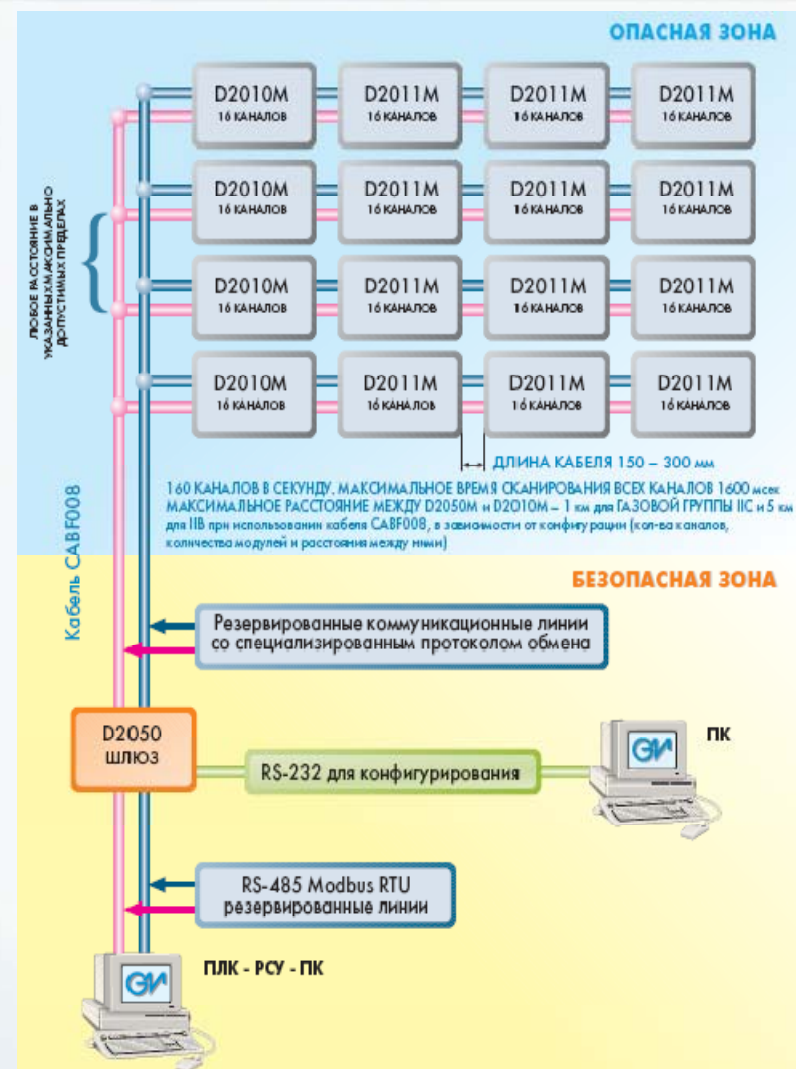 ОПАСНАЯ ЗОНА
D2010M D2011M D2011M D2011M
16 КАНАЛОВ 16 КАНАЛОВ 16 КАНАЛОВ 16 КАНАЛОВ
D2010M D2011M D2011M D2011M
16 КАНАЛОВ 16 КАНАЛОВ 16 КАНАЛОВ 16 КАНАЛОВ
ЛЮБОЕ РАССТОЯНИЕ В
УКАЗАННЫХ МАКСИМАЛЬНО
ДОПУСТИМЫХ ПРЕДЕЛАХ
D2010M D2011M D2011M D2011M
16 КАНАЛОВ 16 КАНАЛОВ 16 КАНАЛОВ 16 КАНАЛОВ
D2010M D2011M D2011M D2011M
16 КАНАЛОВ 16 КАНАЛОВ 16 КАНАЛОВ 16 КАНАЛОВ
ДЛИНА КАБЕЛЯ 150 – 300 мм
160 КАНАЛОВ В СЕКУНДУ, МАКСИМАЛЬНОЕ ВРЕМЯ СКАНИРОВАНИЯ ВСЕХ КАНАЛОВ 1600 мсек
МАКСИМАЛЬНОЕ РАССТОЯНИЕ МЕЖДУ D2050M и D2010M – 1 км для ГАЗОВОЙ ГРУППЫ IIC и 5 км
для IIB при использовании кабеля CABF008, в зависимости от конфигурации (кол-ва каналов,
количества модулей и расстояния между ними)
Кабель CABF008
БЕЗОПАСНАЯ ЗОНА
Резервированные коммуникационные линии
со специализированным протоколом обмена
D2050
ШЛЮЗ
RS-232 для конфигурирования
ПК
RS-485 Modbus RTU
резервированные линии
ПЛК - РСУ - ПК